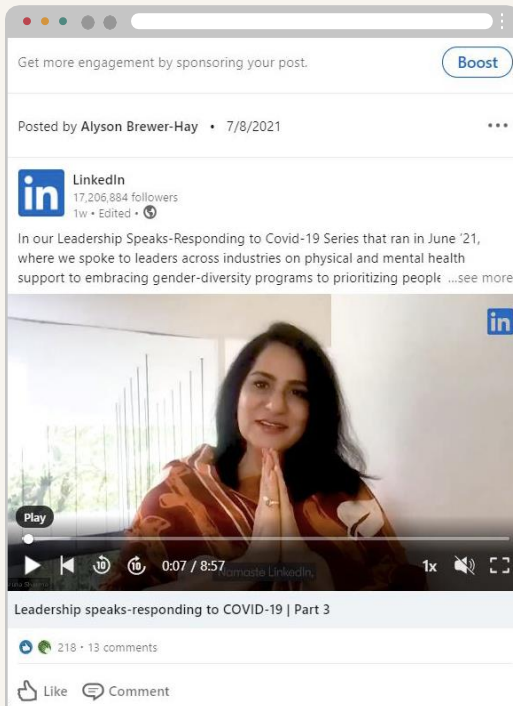 Get more engagement by sponsoring your post.
Boost
Posted by Alyson Brewer-Hay • 7/8/2021
in
LinkedIn
17,206,884 followers
1w • Edited •
In our Leadership Speaks-Responding to Covid-19 Series that ran in June '21,
where we spoke to leaders across industries on physical and mental health
support to embracing gender-diversity programs to prioritizing people ...see more
in
Play
10 10 0:07 / 8:57 1x
Namaste LinkedIn,
Leadership speaks-responding to COVID-19 | Part 3
218 • 13 comments
Like Comment